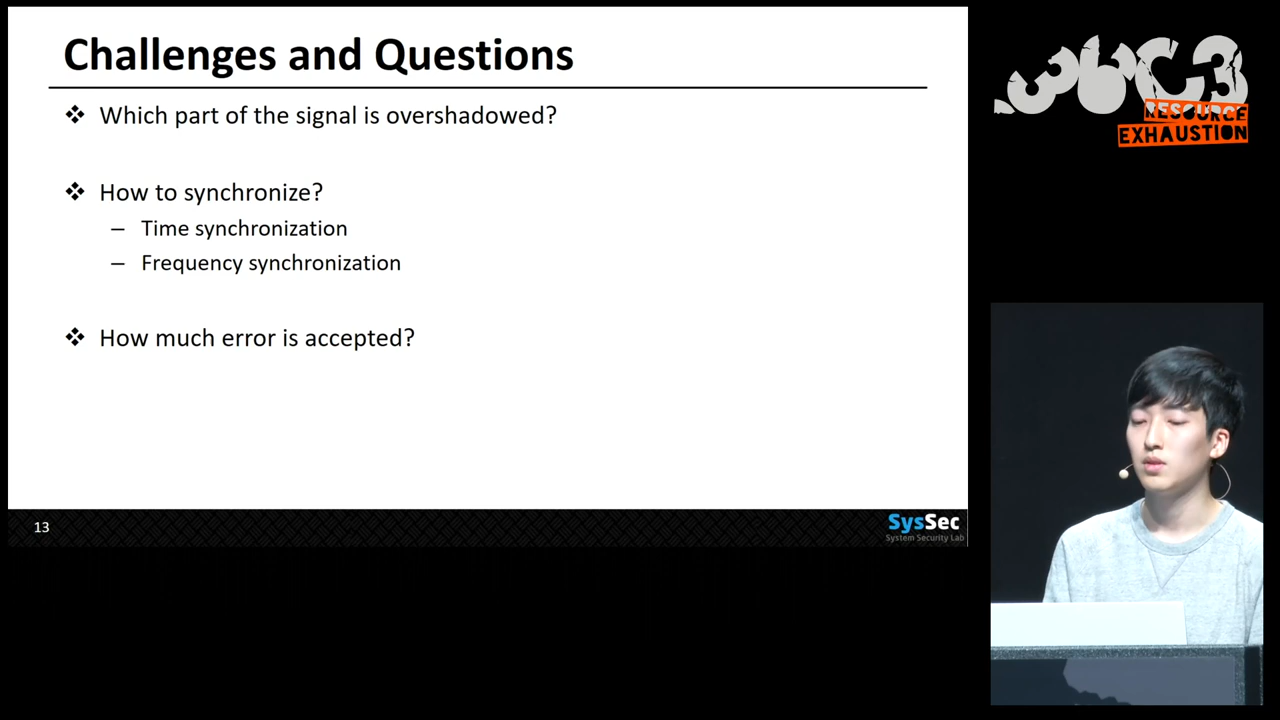 Challenges and Questions
❖ Which part of the signal is overshadowed?
❖ How to synchronize?
– Time synchronization
– Frequency synchronization
❖ How much error is accepted?
13
SysSec
System Security Lab
36C3
RESOURCE
EXHAUSTION